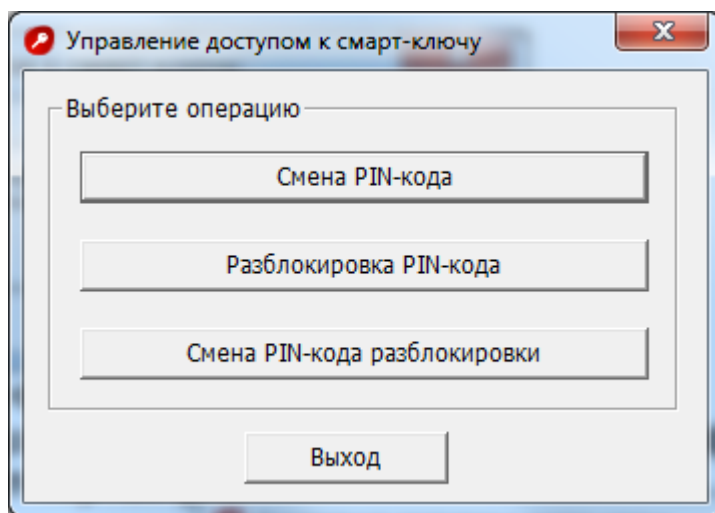 Управление доступом к смарт-ключу
Выберите операцию
Смена PIN-кода
Разблокировка PIN-кода
Смена PIN-кода разблокировки
Выход